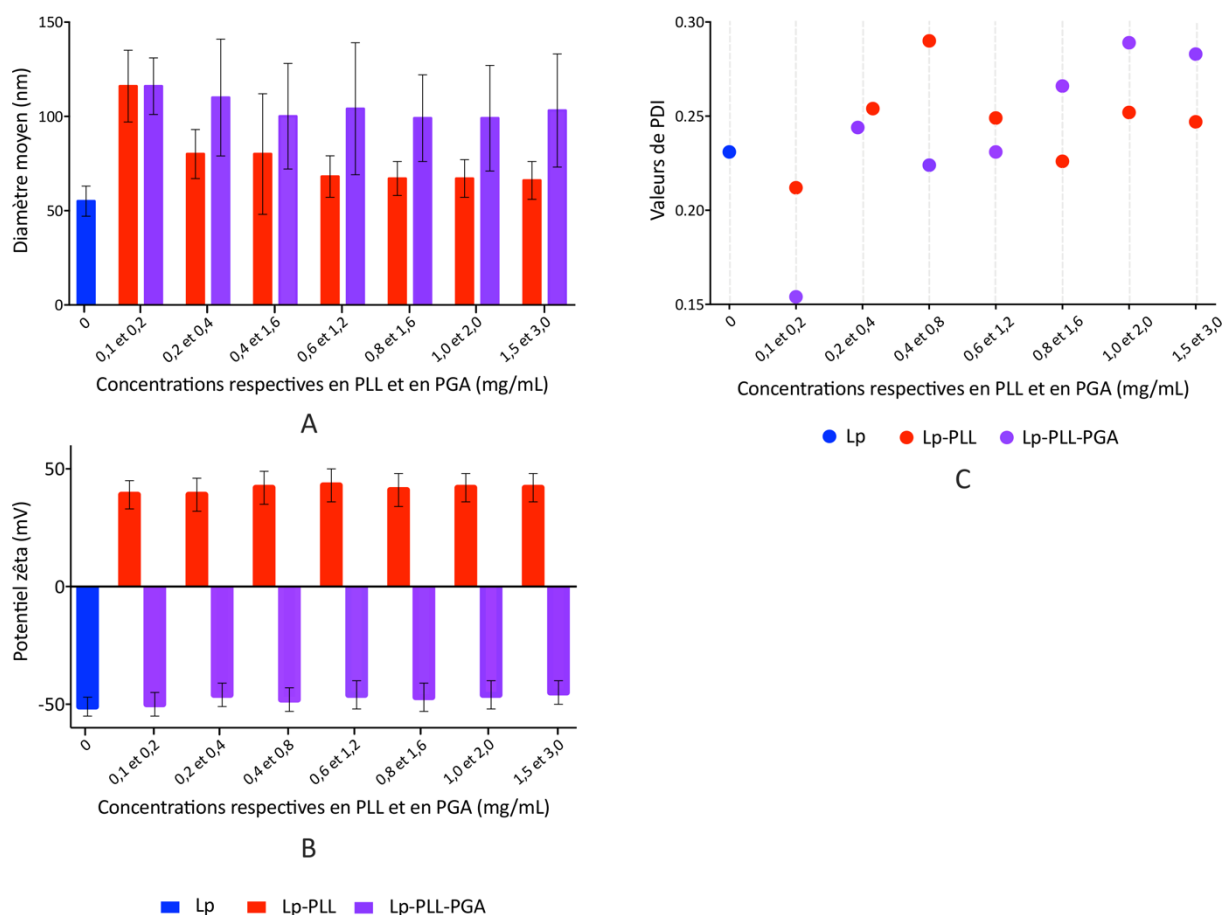 150
100
50
0
Diamètre moyen (nm)
0
0,1 et 0,2
0,2 et 0,4
0,4 et 1,6
0,6 et 1,2
0,8 et 1,6
1,0 et 2,0
1,5 et 3,0
Concentrations respectives en PLL et en PGA (mg/mL)
A
0.30
0.25
0.20
0.15
Valeurs de PDI
0
0,1 et 0,2
0,2 et 0,4
0,4 et 0,8
0,6 et 1,2
0,8 et 1,6
1,0 et 2,0
1,5 et 3,0
Concentrations respectives en PLL et en PGA (mg/mL)
Lp Lp-PLL Lp-PLL-PGA
C
50
0
-50
Potentiel zêta (mV)
0
0,1 et 0,2
0,2 et 0,4
0,4 et 0,8
0,6 et 1,2
0,8 et 1,6
1,0 et 2,0
1,5 et 3,0
Concentrations respectives en PLL et en PGA (mg/mL)
B
Lp Lp-PLL Lp-PLL-PGA